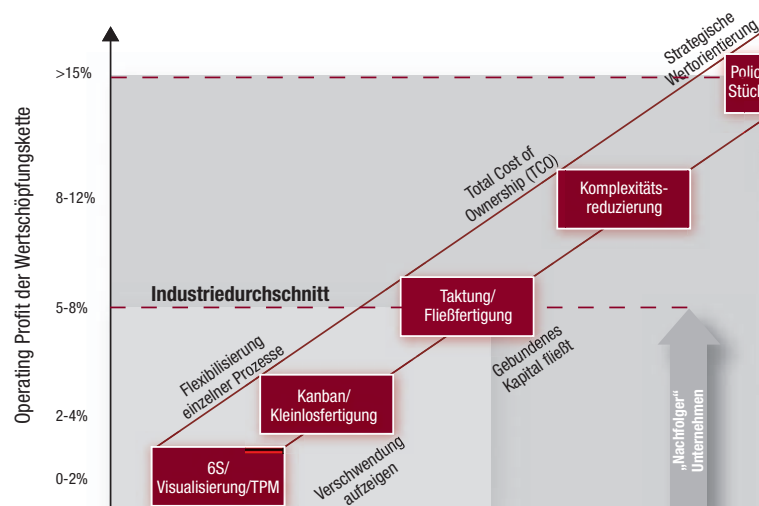 Strategische
Wertorientierung
>15%
Total Cost of
Ownership (TCO)
8-12%
Komplexitäts-
reduzierung
Operating Profit der Wertschöpfungskette
Industriedurchschnitt
5-8%
Taktung/
Fließfertigung
Flexibilisierung
einzelner Prozesse
Gebundenes
Kapital fließt
2-4%
Kanban/
Kleinlosfertigung
„Nachfolger“
Unternehmen
0-2%
6S/
Visualisierung/TPM
Verschwendung
aufzeigen